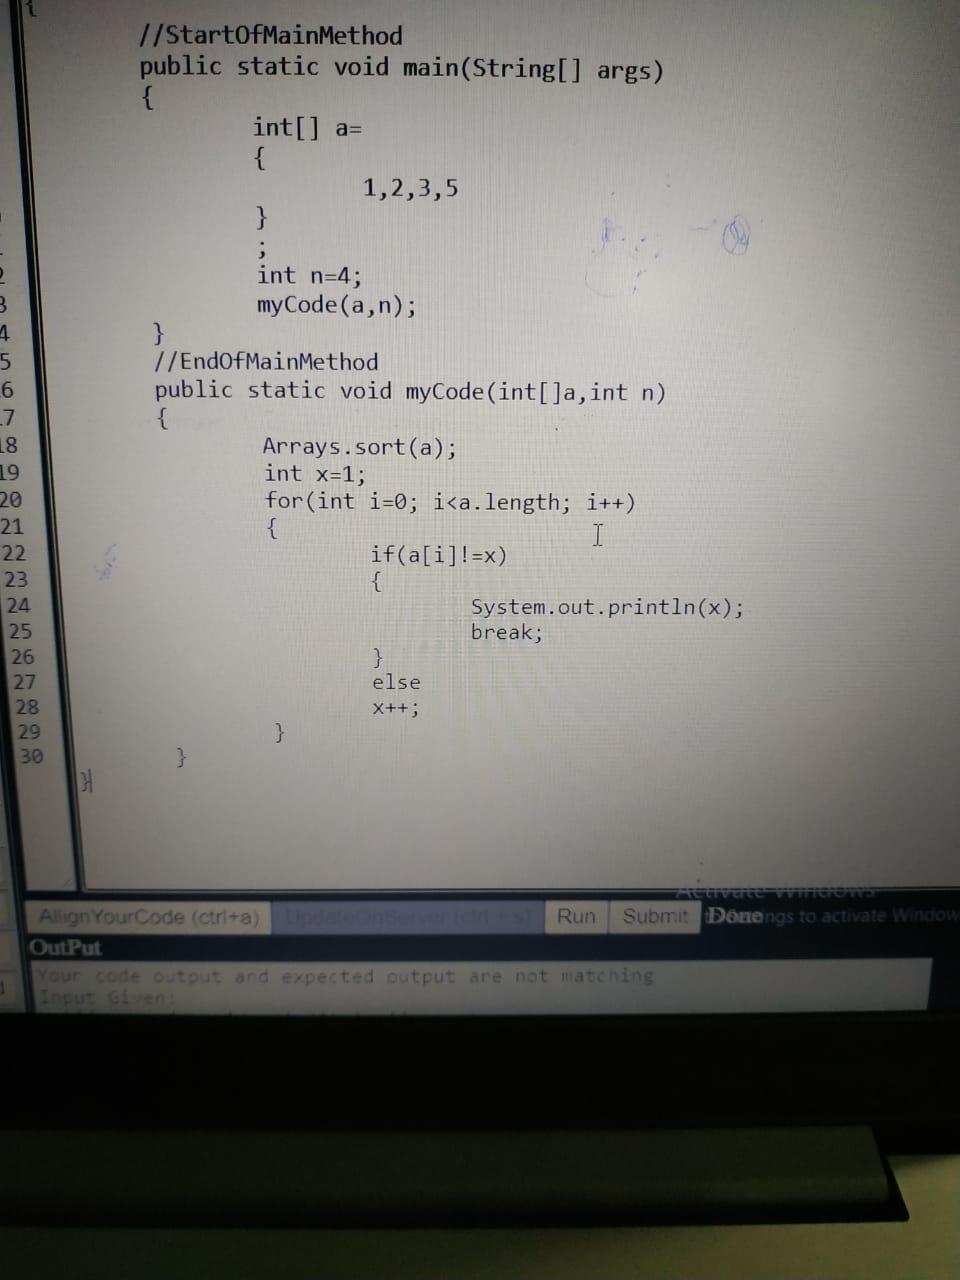 {
//StartOfMainMethod
public static void main(String[] args)
{
int[] a=
{
1,2,3,5
}
;
int n=4;
myCode(a,n);
}
//EndOfMainMethod
public static void myCode(int[]a,int n)
{
Arrays.sort(a);
int x=1;
for(int i=0; i<a.length; i++)
{
if(a[i]!=x)
{
System.out.println(x);
break;
}
else
x++;
}
}
}
2
3
4
5
6
7
18
19
20
21
22
23
24
25
26
27
28
29
30
Activate Windows
AllignYourCode (ctrl+a) UpdateOnServer (ctrl + s) Run Submit Done ngs to activate Window
OutPut
Your code output and expected output are not matching
Input Given: